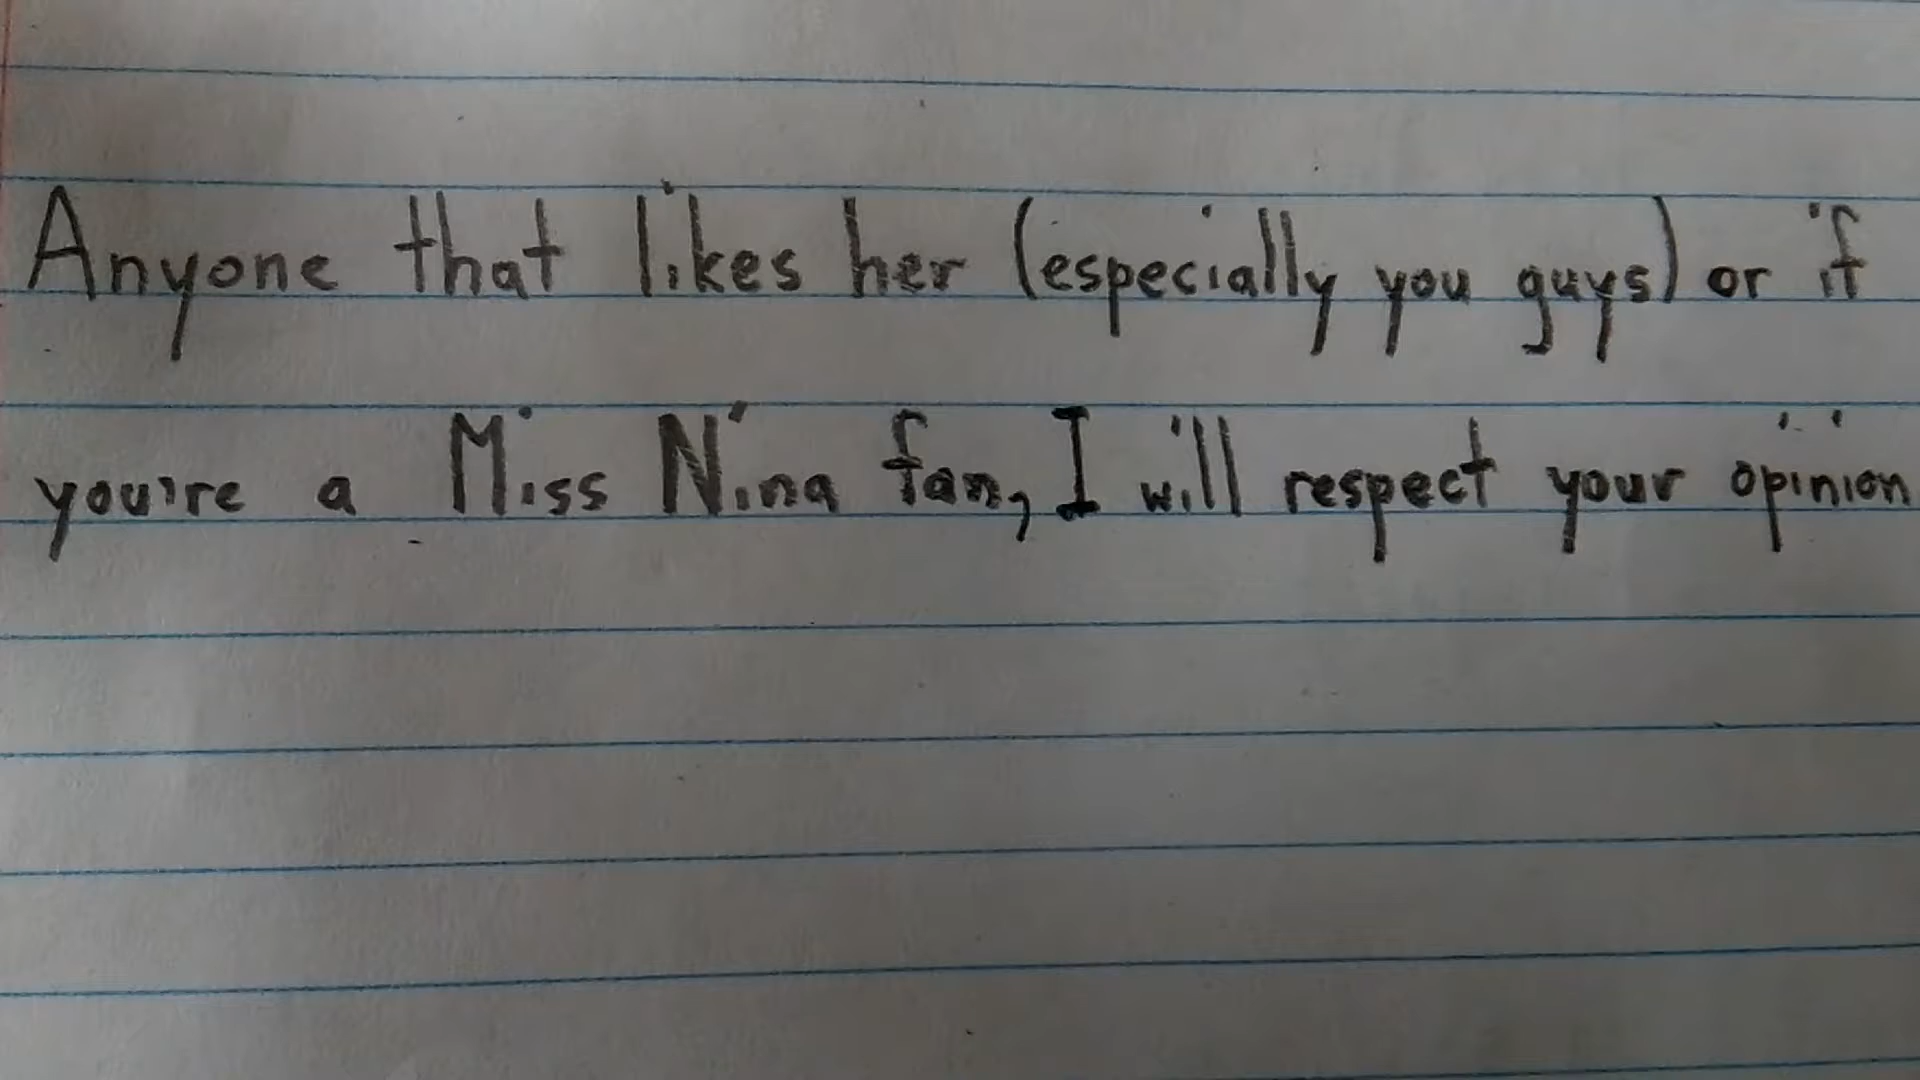 Anyone that likes her (especially you guys) or if
you're a Miss Nina fan, I will respect your opinion